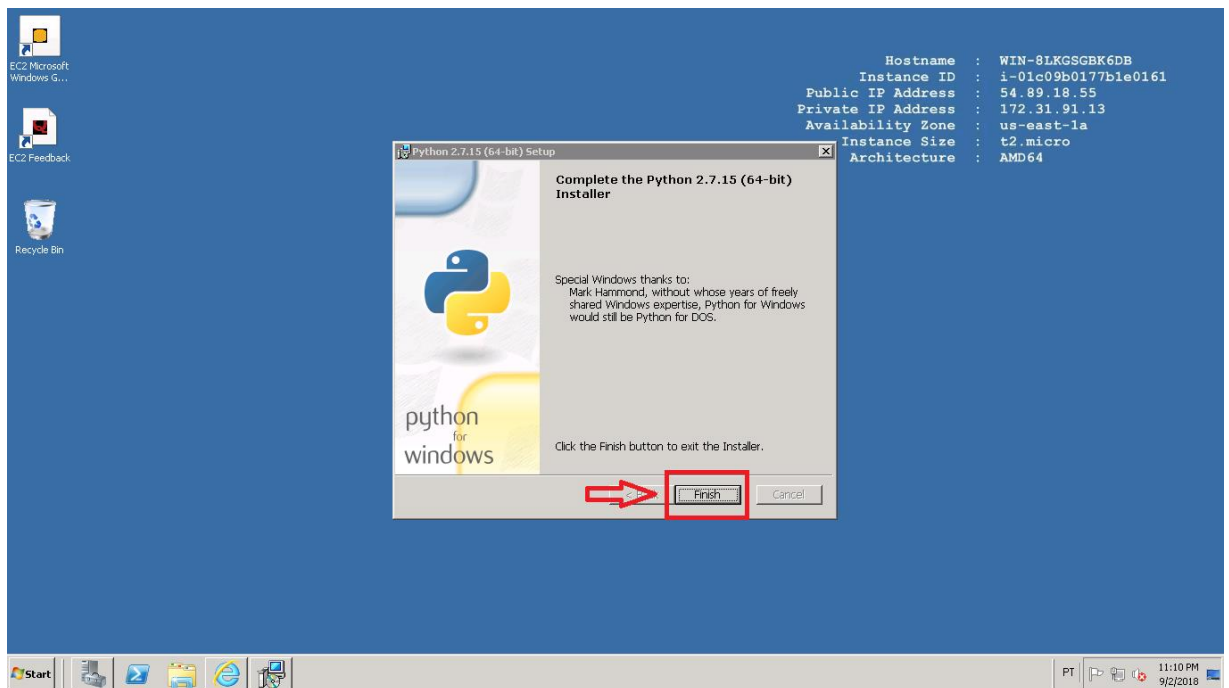 EC2 Microsoft
Windows G...
EC2 Feedback
Recycle Bin
Hostname : WIN-8LKGSGBK6DB
Instance ID : i-01c09b0177b1e0161
Public IP Address : 54.89.18.55
Private IP Address : 172.31.91.13
Availability Zone : us-east-1a
Instance Size : t2.micro
Architecture : AMD64
Python 2.7.15 (64-bit) Setup
Complete the Python 2.7.15 (64-bit)
Installer
Special Windows thanks to:
Mark Hammond, without whose years of freely
shared Windows expertise, Python for Windows
would still be Python for DOS.
python
for
windows
Click the Finish button to exit the Installer.
Finish
Cancel
Start
PT
11:10 PM
9/2/2018